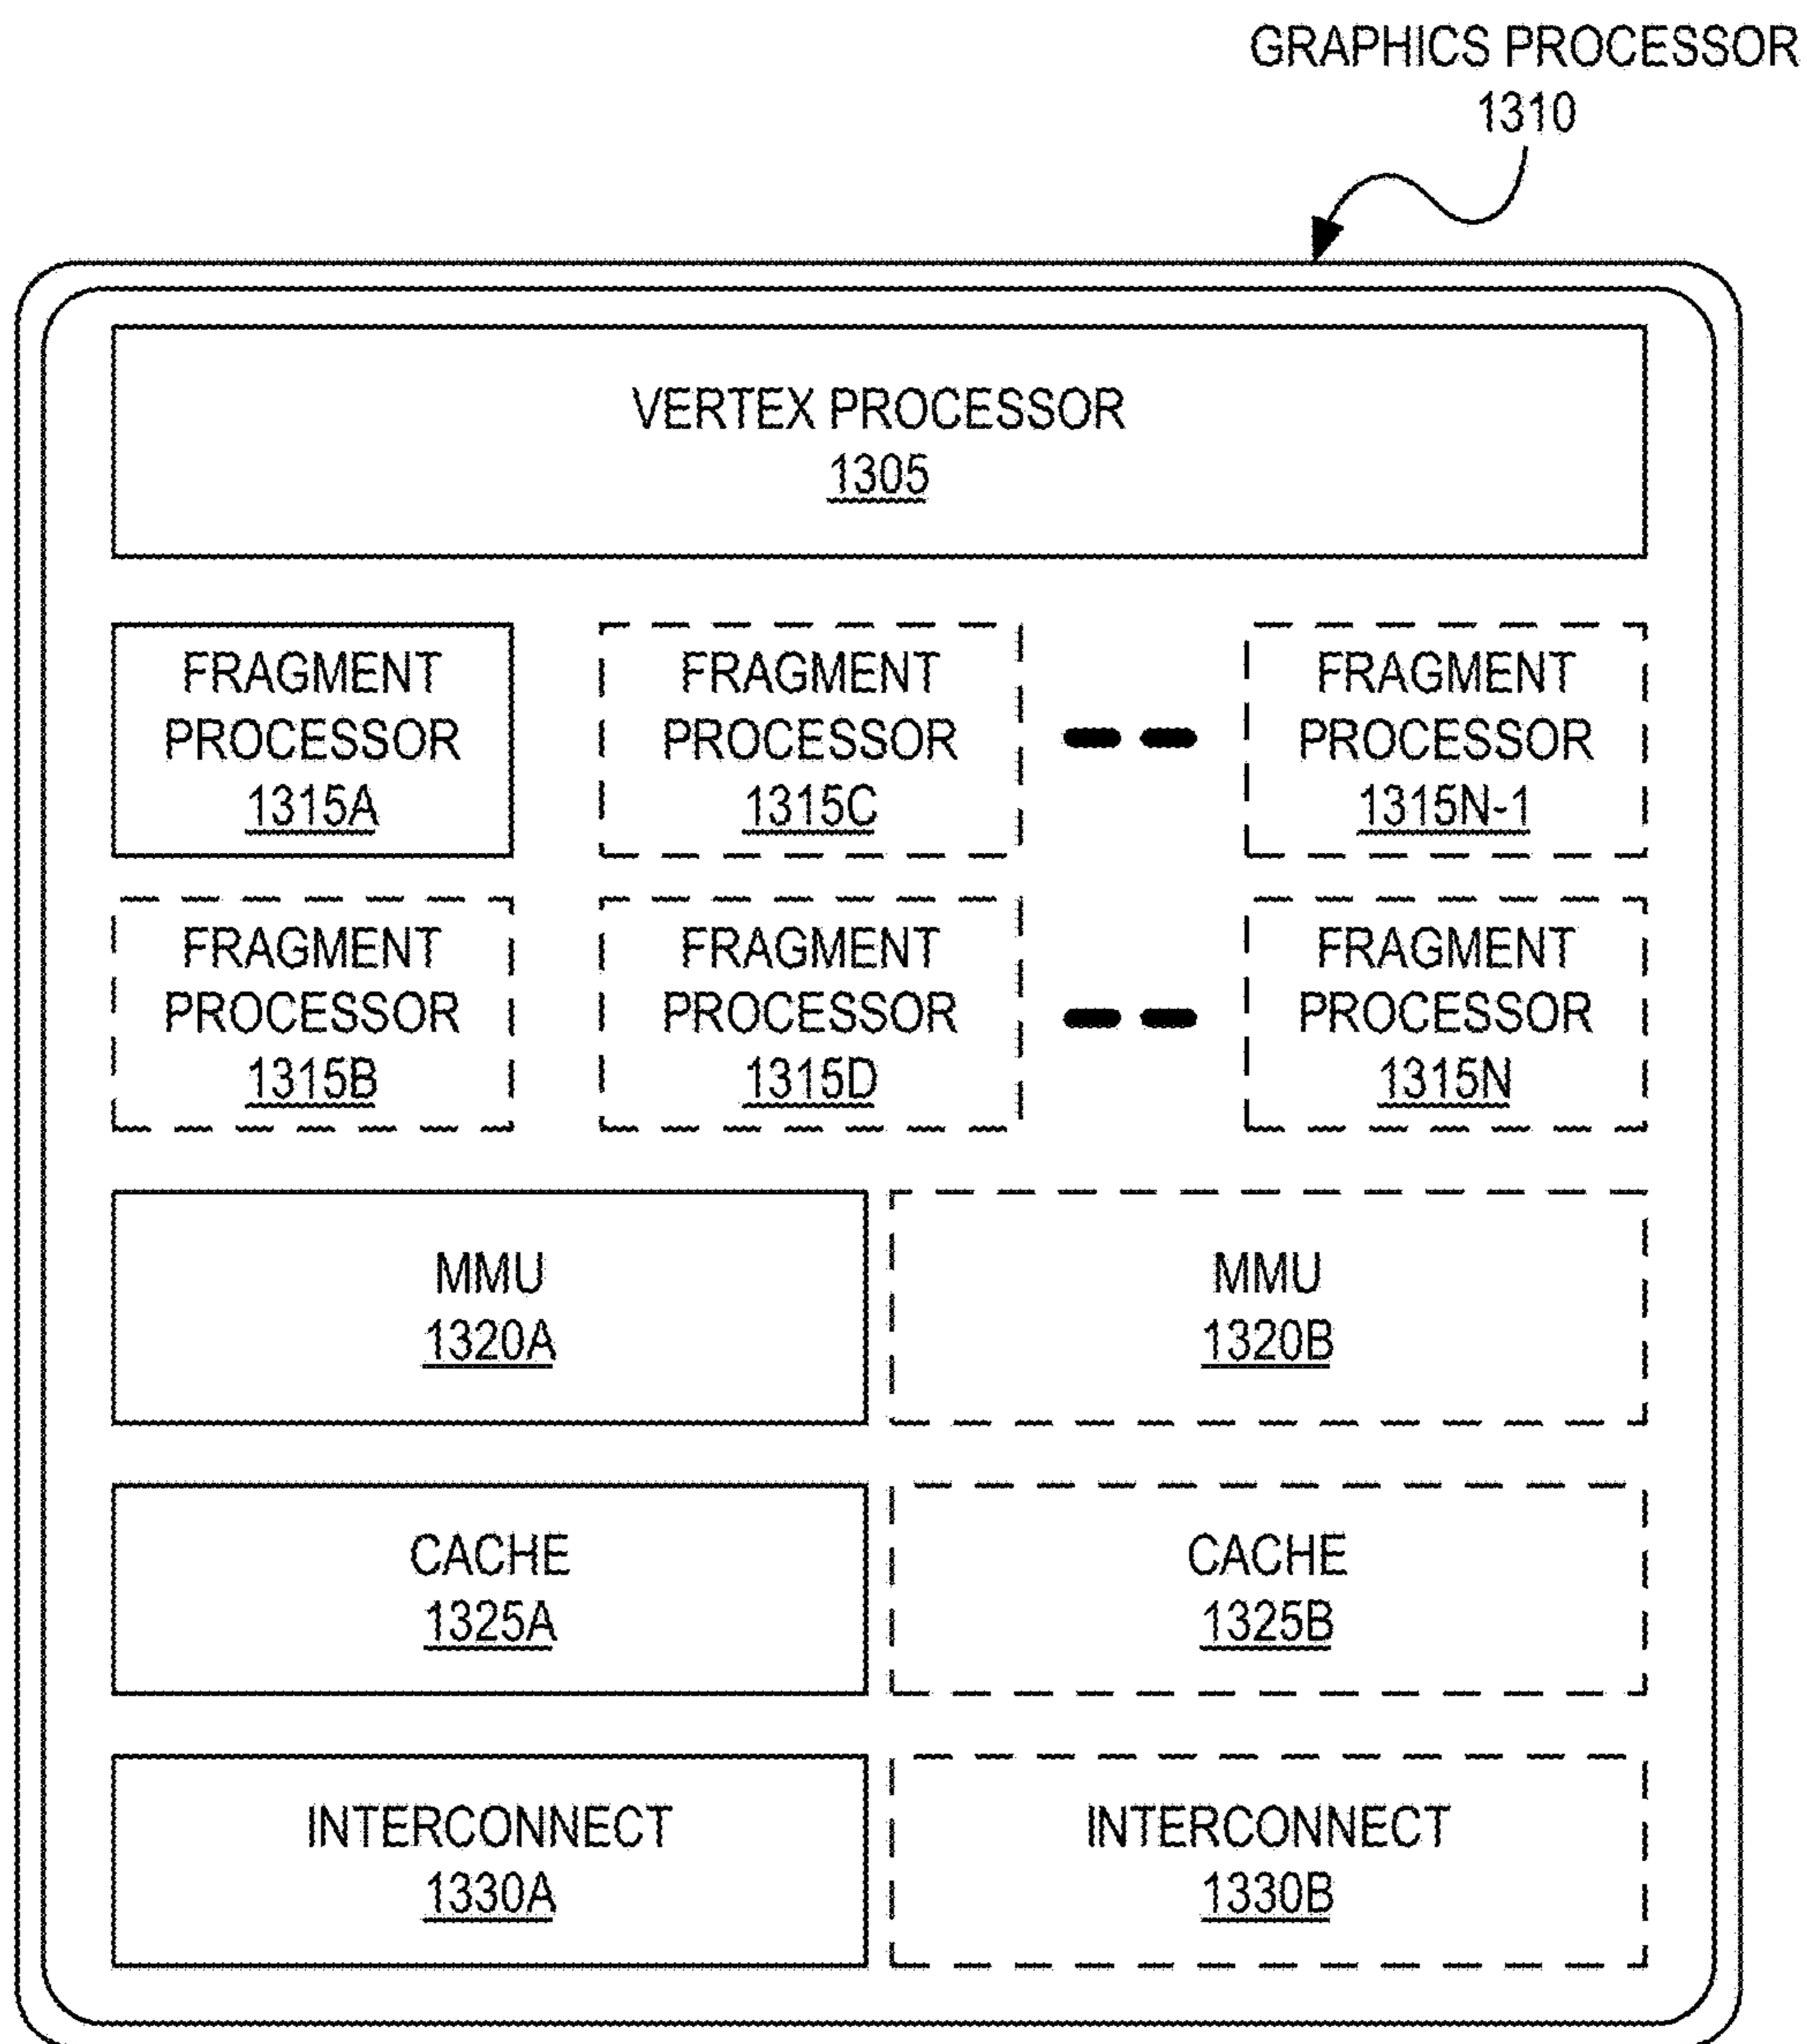 GRAPHICS PROCESSOR
1310
VERTEX PROCESSOR
1305
FRAGMENT
PROCESSOR
1315A
FRAGMENT
PROCESSOR
1315C
FRAGMENT
PROCESSOR
1315N-1
FRAGMENT
PROCESSOR
1315B
FRAGMENT
PROCESSOR
1315D
FRAGMENT
PROCESSOR
1315N
MMU
1320A
MMU
1320B
CACHE
1325A
CACHE
1325B
INTERCONNECT
1330A
INTERCONNECT
1330B